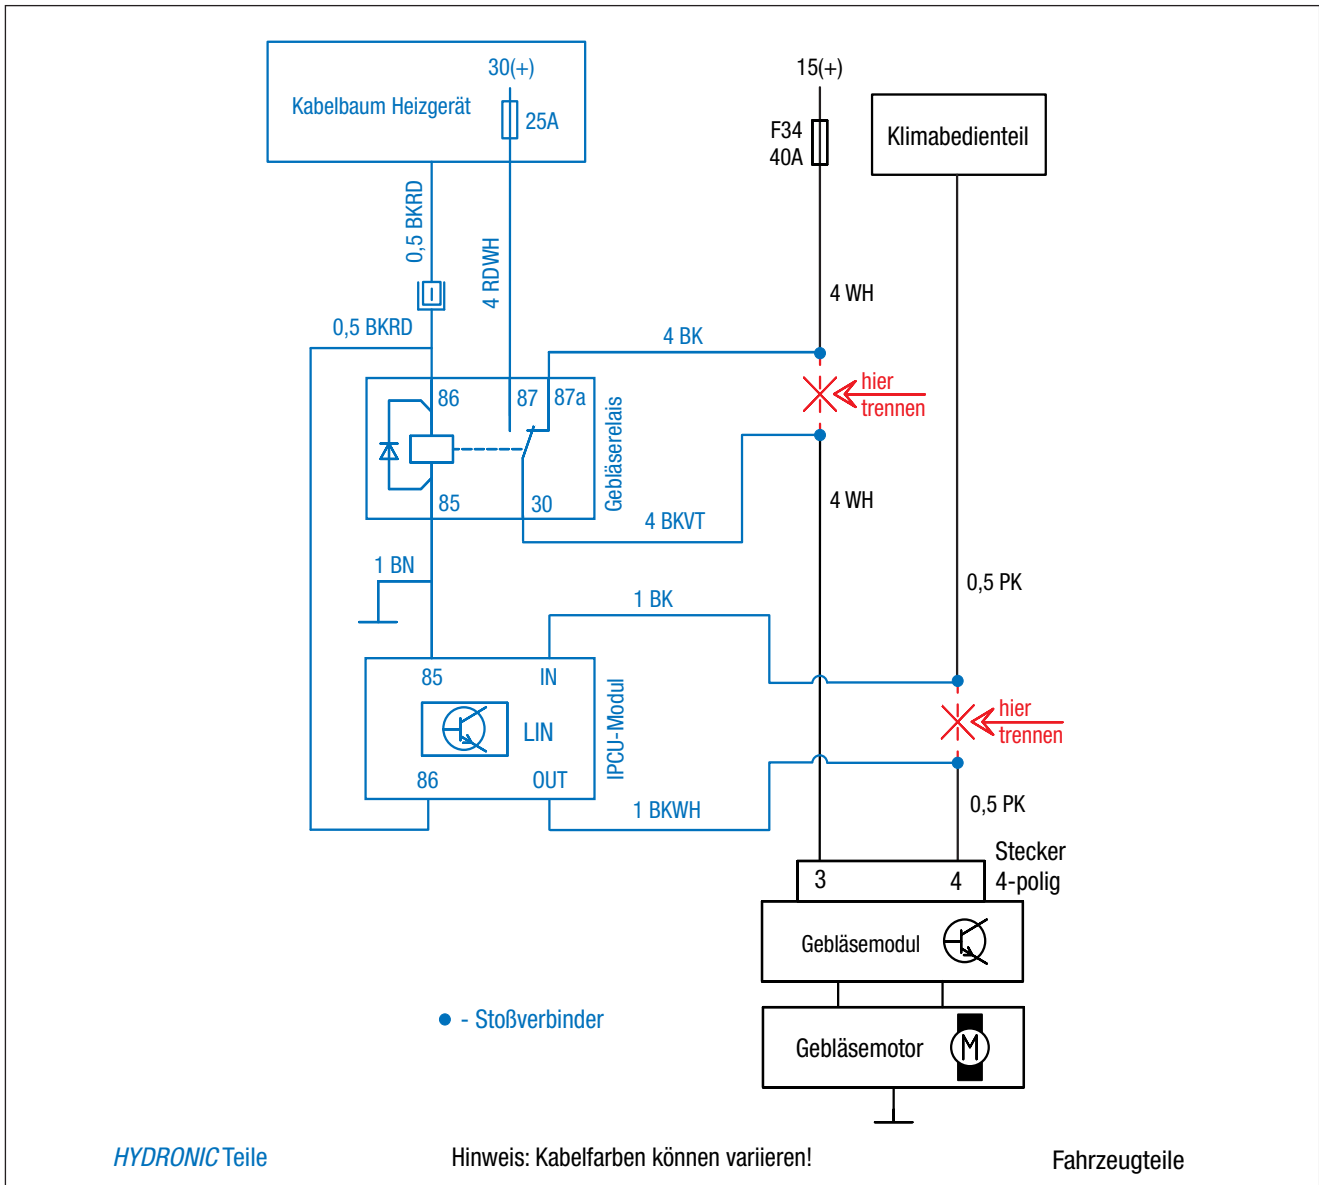 30(+)
15(+)
Kabelbaum Heizgerät
25A
F34
40A
Klimabedienteil
0,5 BKRD
4 RDWH
4 WH
0,5 BKRD
4 BK
hier
trennen
86
87
87a
Gebläserelais
85
30
4 WH
4 BKVT
1 BN
0,5 PK
1 BK
85
IN
IPCU-Modul
LIN
hier
trennen
86
OUT
1 BKWH
0,5 PK
Stecker
4-polig
3
4
Gebläsemodul
- Stoßverbinder
Gebläsemotor
M
HYDRONIC Teile
Hinweis: Kabelfarben können variieren!
Fahrzeugteile